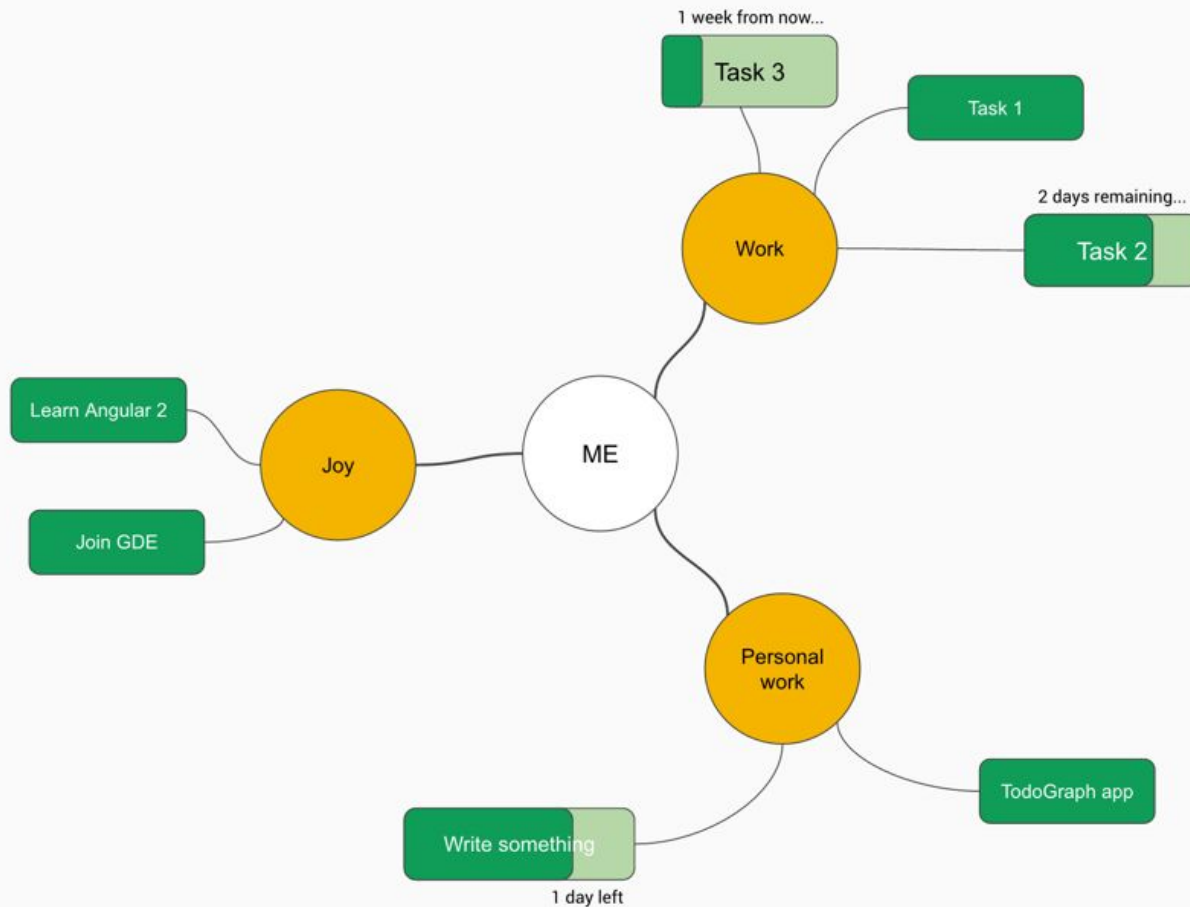 1 week from now...
Task 3
Task 1
2 days remaining...
Task 2
Work
Learn Angular 2
Joy
ME
Join GDE
Personal
work
TodoGraph app
Write something
1 day left